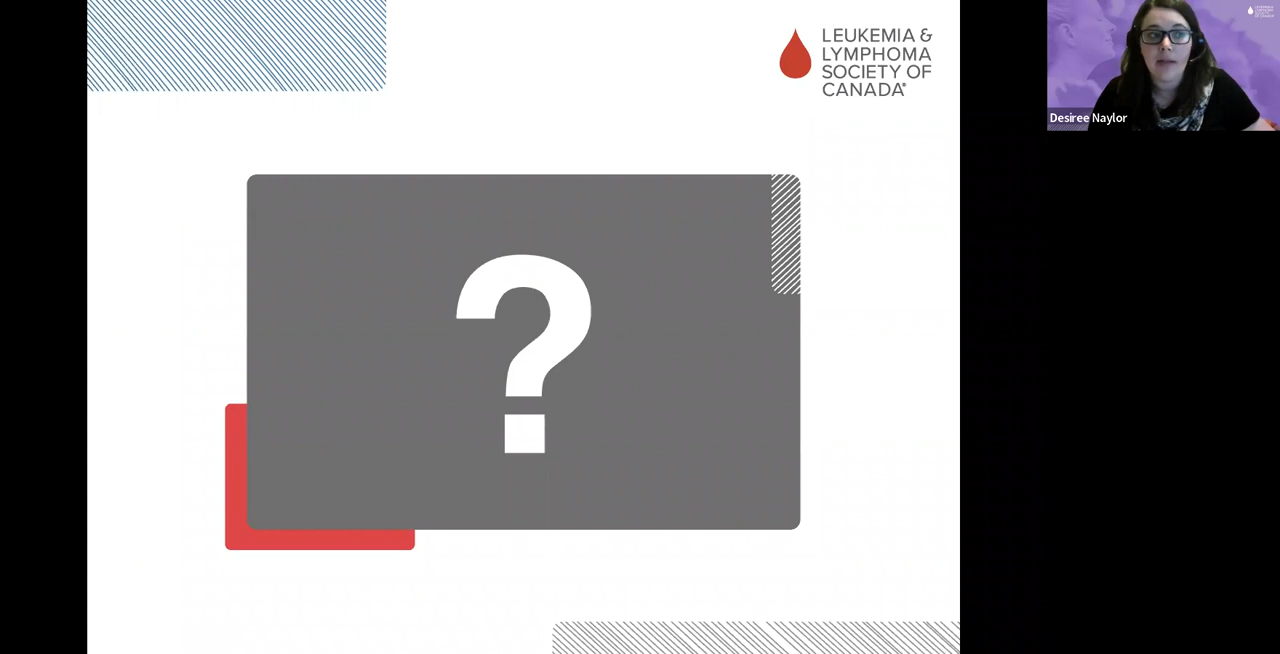 LEUKEMIA &
LYMPHOMA
SOCIETY OF
CANADA®
?
Desiree Naylor